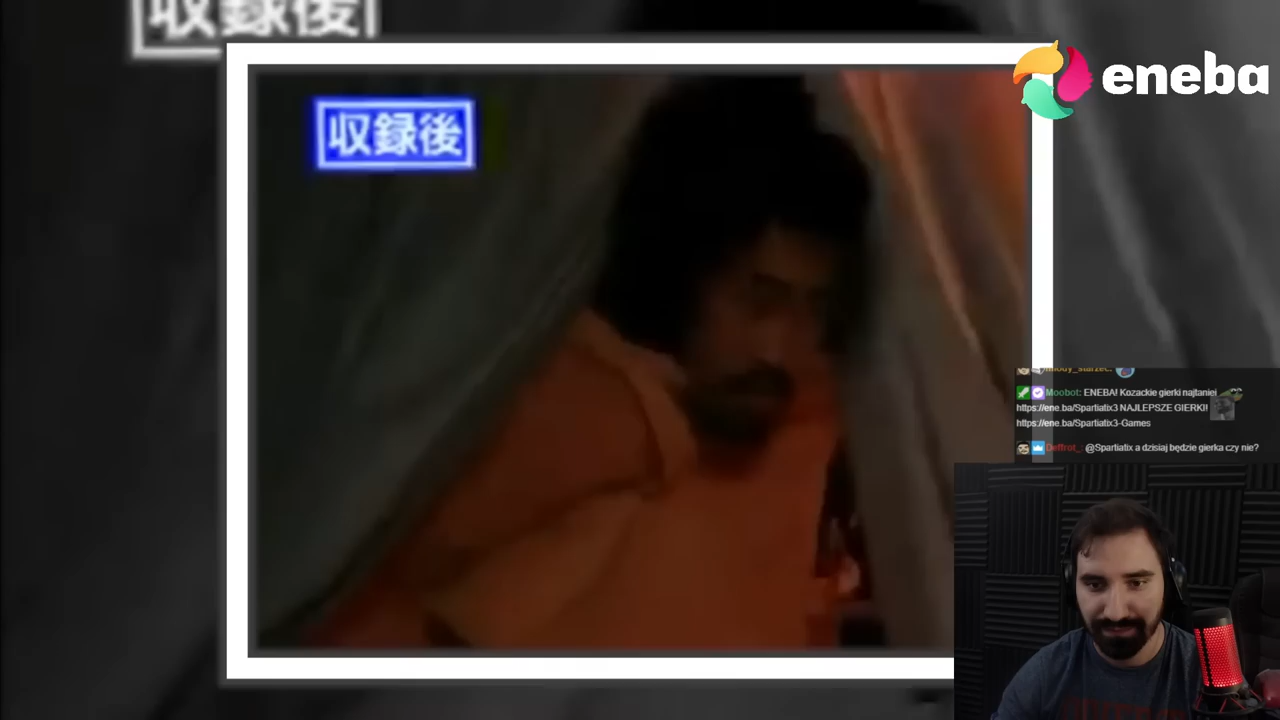 収録後
収録後
eneba
Moobot: ENEBA! Kozackie gierki najtaniej
https://ene.ba/Spartiatix3 NAJLEPSZE GIERKI!
https://ene.ba/Spartiatix3-Games
Deffrot_: @Spartiatix a dzisiaj będzie gierka czy nie?